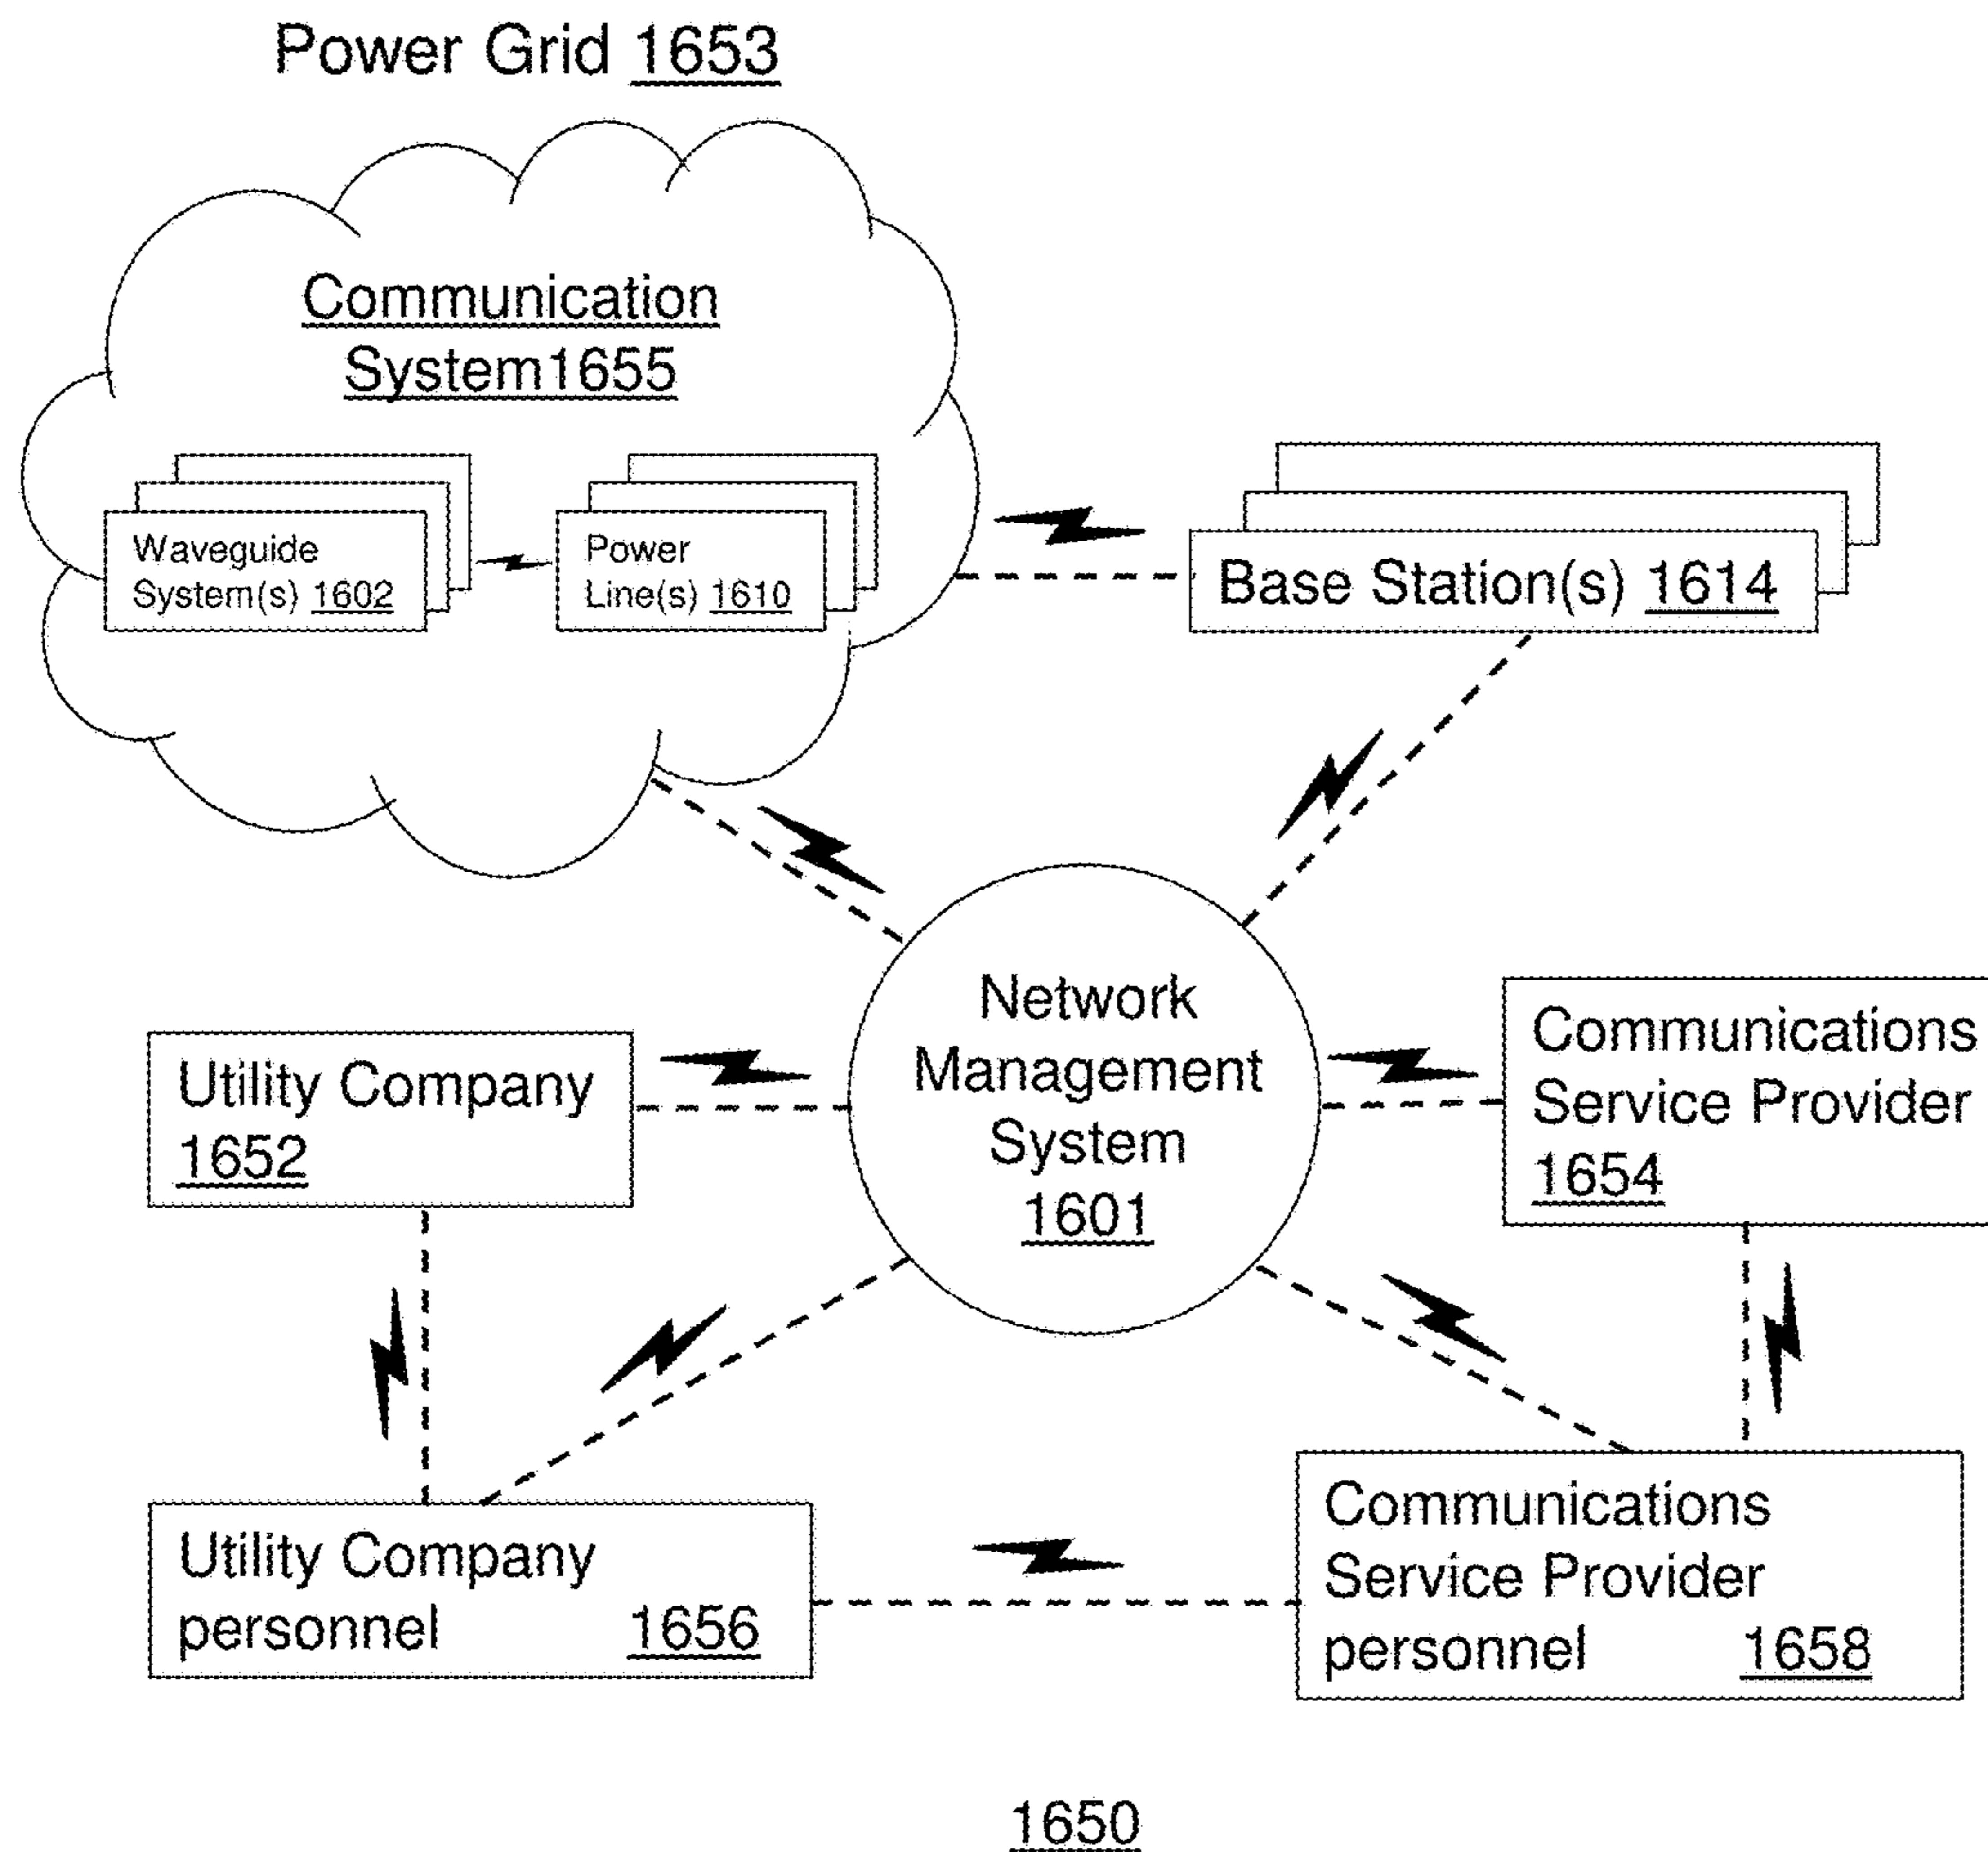 Power Grid 1653
Communication
System1655
Waveguide
System(s) 1602
Power
Line(s) 1610
Base Station(s) 1614
Network
Management
System
1601
Utility Company
1652
Communications
Service Provider
1654
Utility Company
personnel 1656
Communications
Service Provider
personnel 1658
1650